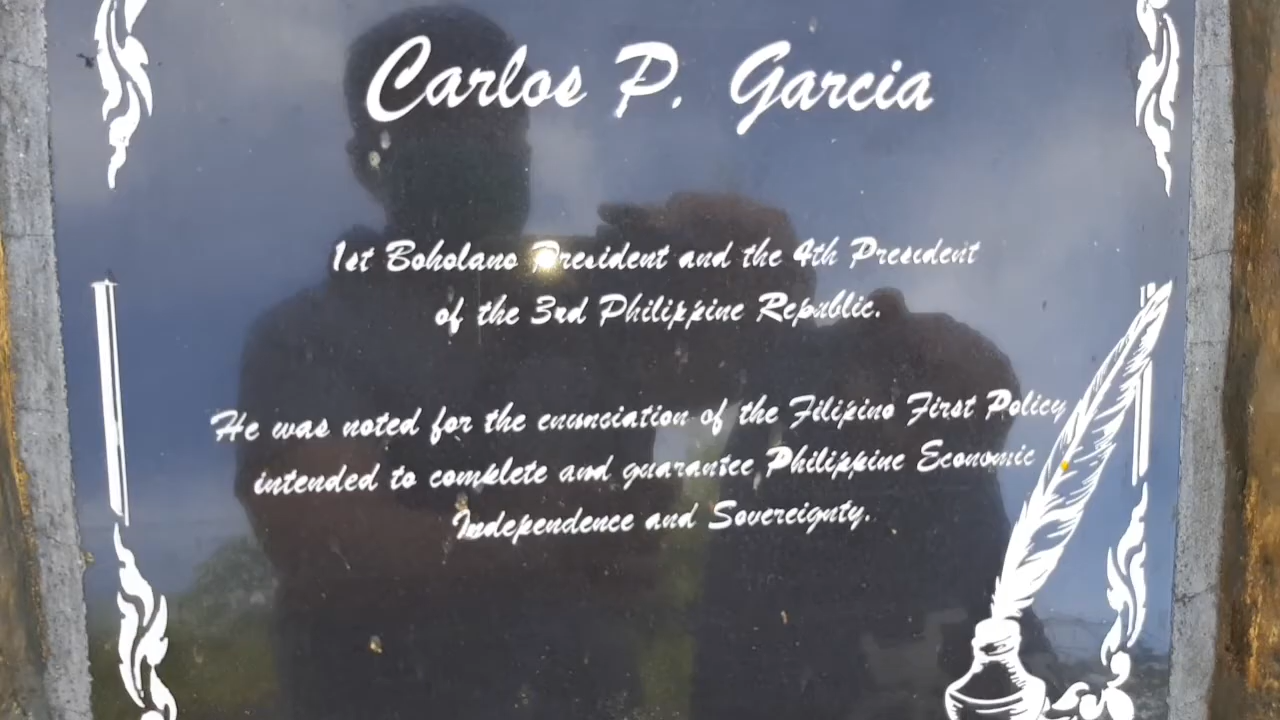 Carlos P. Garcia
1st Boholano President and the 4th President
of the 3rd Philippine Republic.
He was noted for the enunciation of the Filipino First Policy
intended to complete and guarantee Philippine Economic
Independence and Sovereignty.